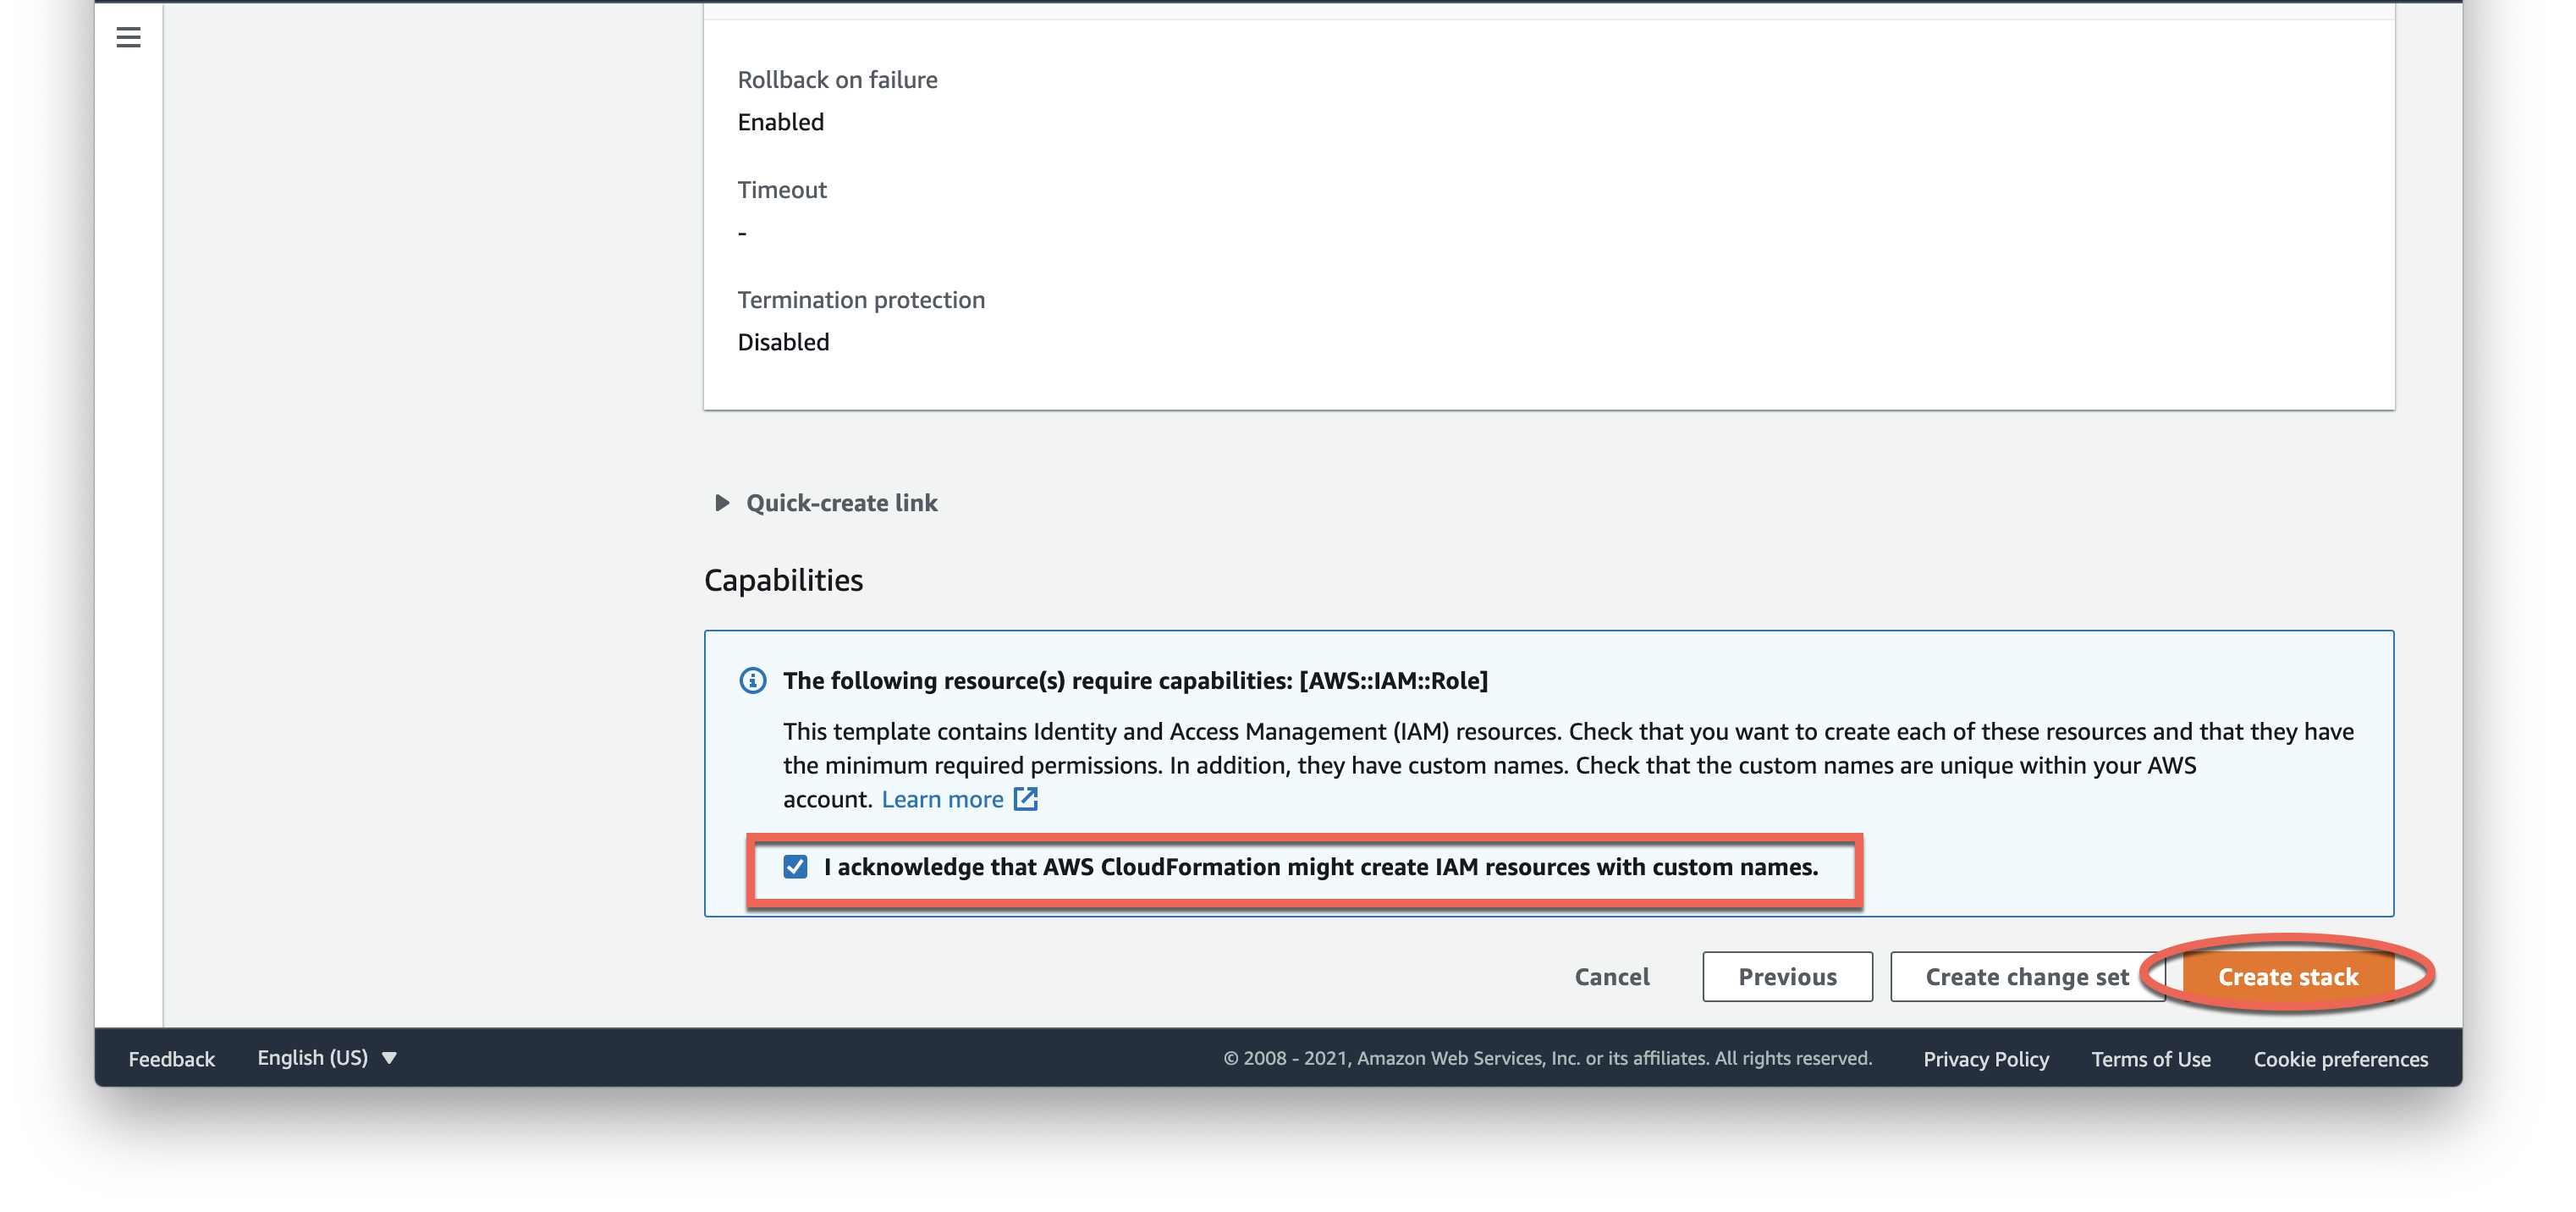 Rollback on failure
Enabled
Timeout
-
Termination protection
Disabled
Quick-create link
Capabilities
The following resource(s) require capabilities: [AWS::IAM::Role]
This template contains Identity and Access Management (IAM) resources. Check that you want to create each of these resources and that they have
the minimum required permissions. In addition, they have custom names. Check that the custom names are unique within your AWS
account. Learn more
I acknowledge that AWS CloudFormation might create IAM resources with custom names.
Cancel Previous Create change set Create stack
Feedback English (US) © 2008 - 2021, Amazon Web Services, Inc. or its affiliates. All rights reserved. Privacy Policy Terms of Use Cookie preferences